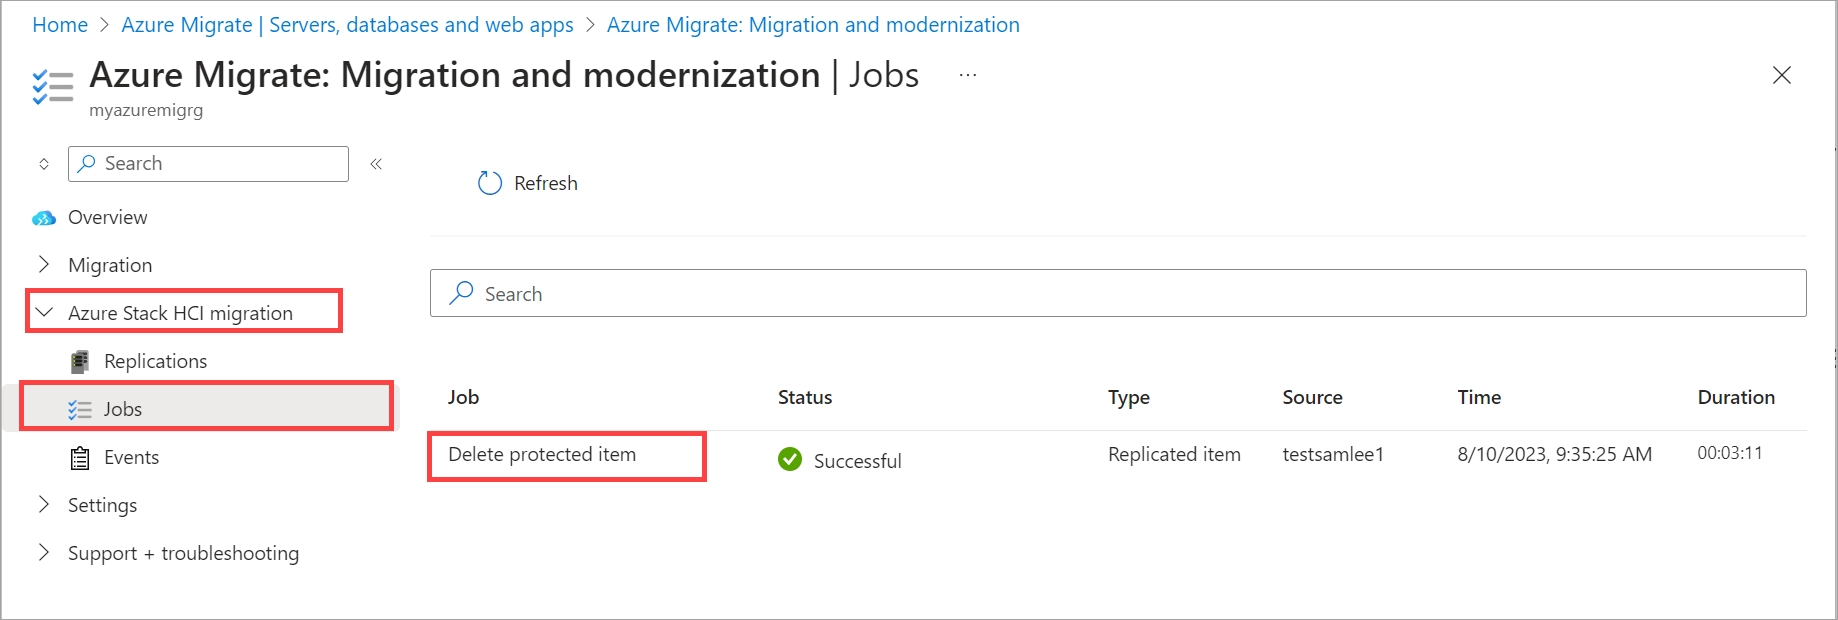 Home > Azure Migrate | Servers, databases and web apps > Azure Migrate: Migration and modernization >
Azure Migrate: Migration and modernization | Jobs ...
myazuremigrg
Search
«
Overview
Migration
Azure Stack HCI migration
Replications
Jobs
Events
Settings
Support + troubleshooting
Refresh
Search
Job Status Type Source Time Duration
Delete protected item Successful Replicated item testsamlee1 8/10/2023, 9:35:25 AM 00:03:11